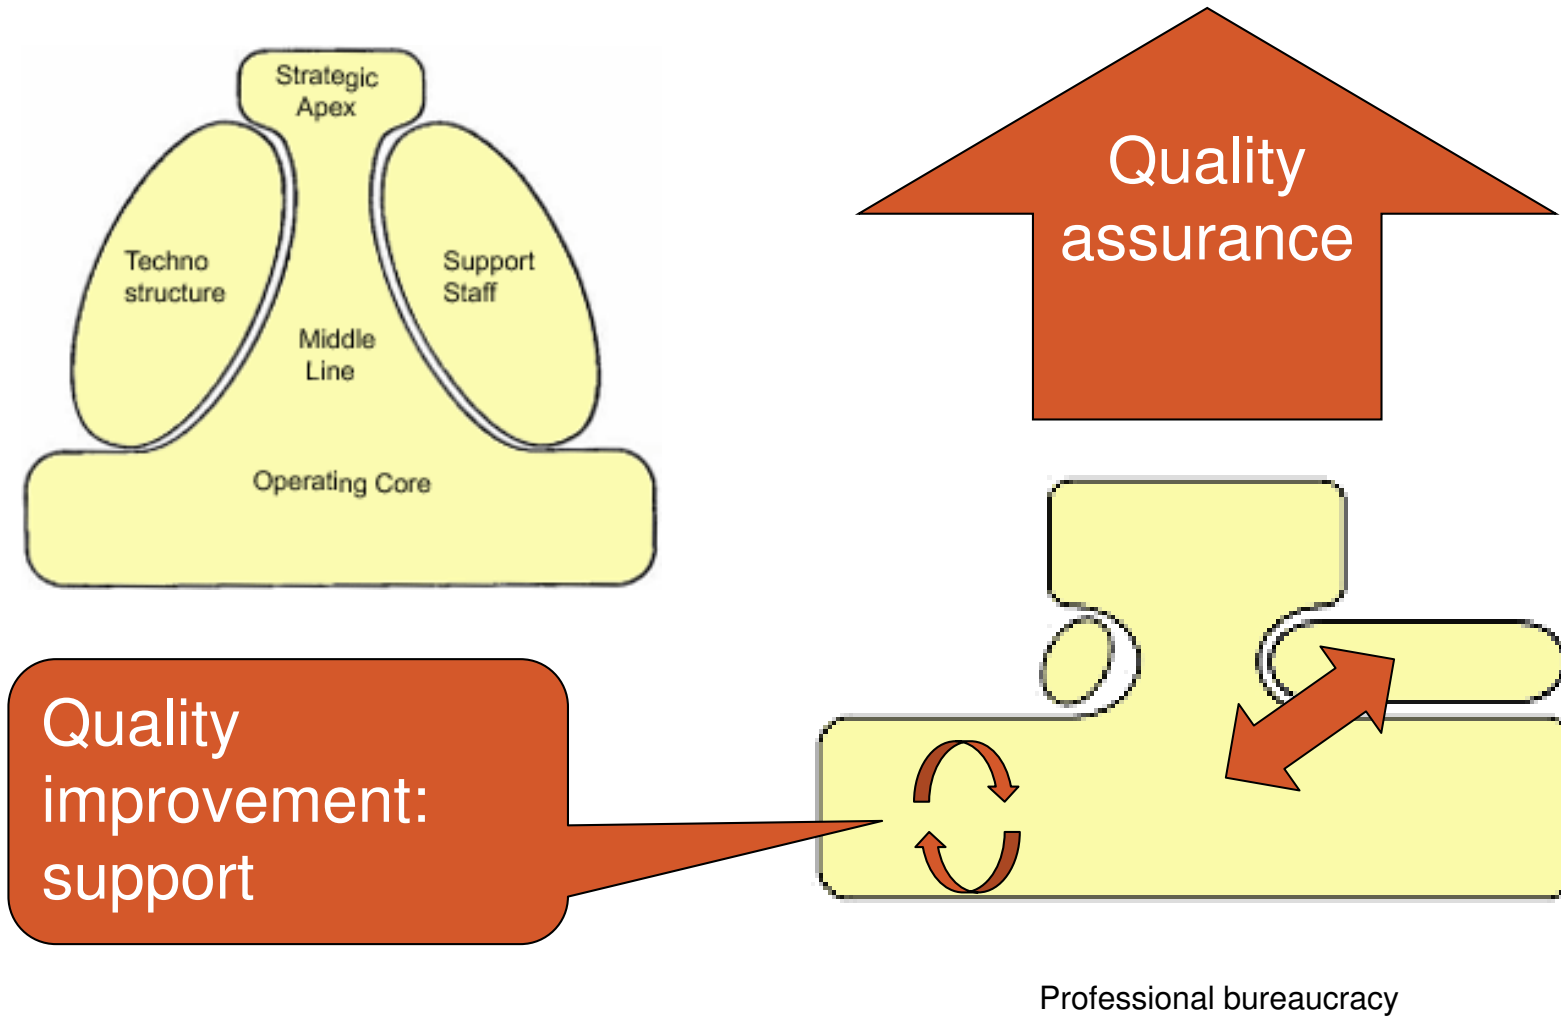 Strategic
Apex
Techno
structure
Support
Staff
Middle
Line
Operating Core
Quality
assurance
Quality
improvement:
support
Professional bureaucracy